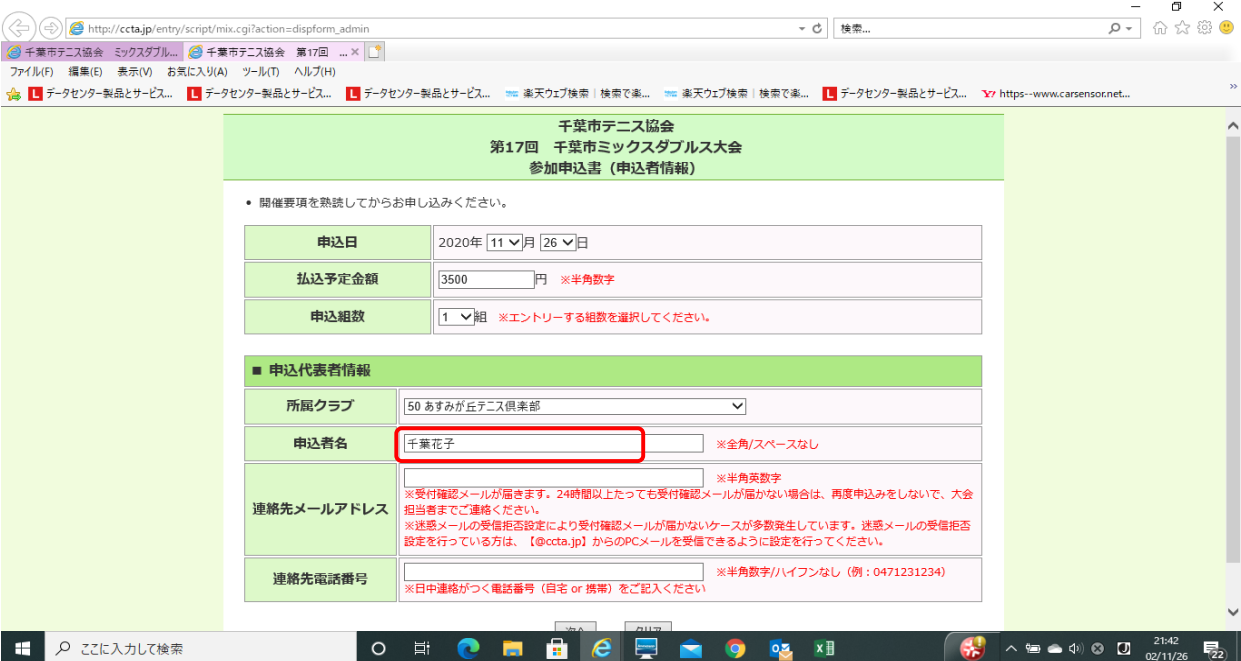 http://ccta.jp/entry/script/mix.cgi?action=dispform_admin
検索...
千葉市テニス協会 ミックスダブル...
千葉市テニス協会 第17回 ...
ファイル(F) 編集(E) 表示(V) お気に入り(A) ツール(T) ヘルプ(H)
データセンター製品とサービス... データセンター製品とサービス... データセンター製品とサービス... 楽天ウェブ検索｜検索で楽... 楽天ウェブ検索｜検索で楽... データセンター製品とサービス... https--www.carsensor.net...
千葉市テニス協会
第17回 千葉市ミックスダブルス大会
参加申込書（申込者情報）
• 開催要項を熟読してからお申し込みください。
申込日 2020年 11 月 26 日
払込予定金額 3500 円 ※半角数字
申込組数 1 組 ※エントリーする組数を選択してください。
■ 申込代表者情報
所属クラブ 50 あすみが丘テニス倶楽部
申込者名 千葉花子 ※全角/スペースなし
連絡先メールアドレス ※半角英数字
※受付確認メールが届きます。24時間以上たっても受付確認メールが届かない場合は、再度申込みをしないで、大会
担当者までご連絡ください。
※迷惑メールの受信拒否設定により受付確認メールが届かないケースが多数発生しています。迷惑メールの受信拒否
設定を行っている方は、【@ccta.jp】からのPCメールを受信できるように設定を行ってください。
連絡先電話番号 ※半角数字/ハイフンなし（例：0471231234）
※日中連絡がつく電話番号（自宅 or 携帯）をご記入ください
ここに入力して検索
21:42
02/11/26
22